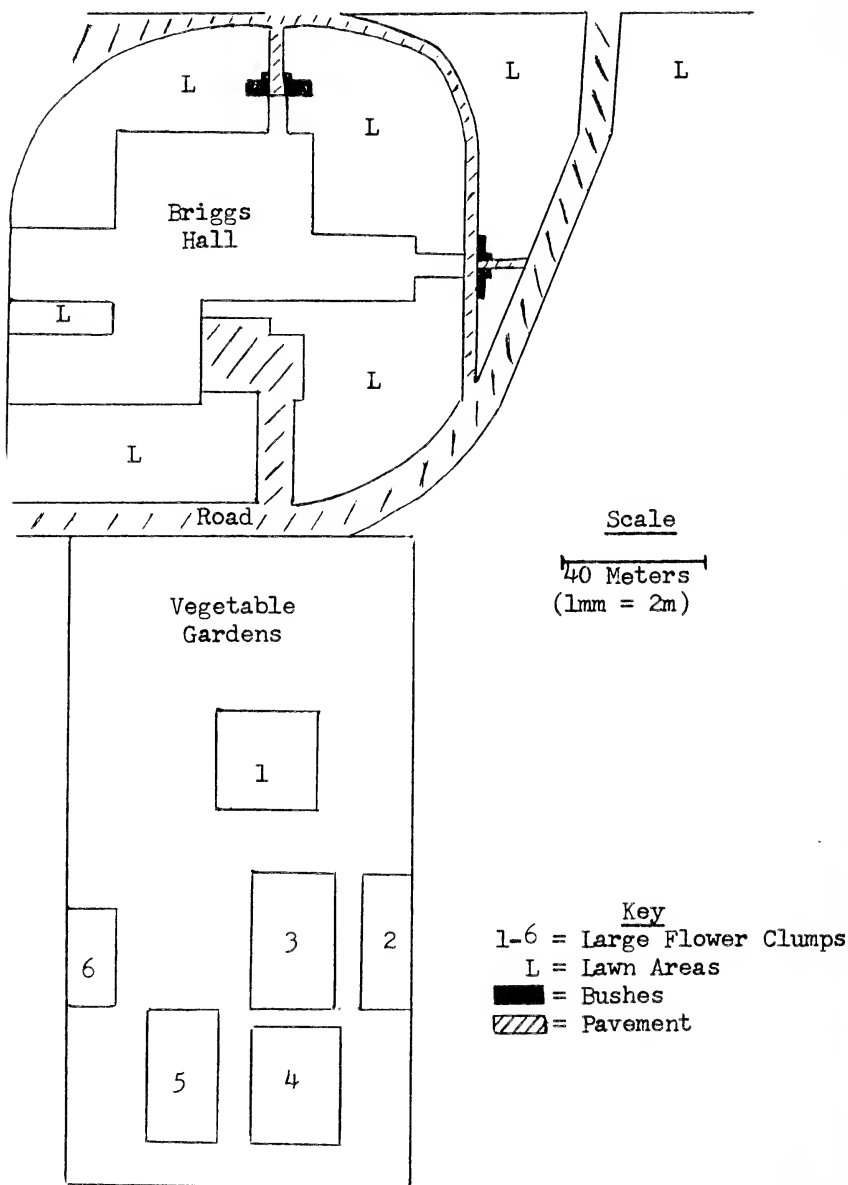 L
L
L
L
Briggs
Hall
L
L
L
Road
Scale
40 Meters
(1mm = 2m)
Vegetable
Gardens
1
3
2
6
5
4
Key
1-6 = Large Flower Clumps
L = Lawn Areas
= Bushes
= Pavement